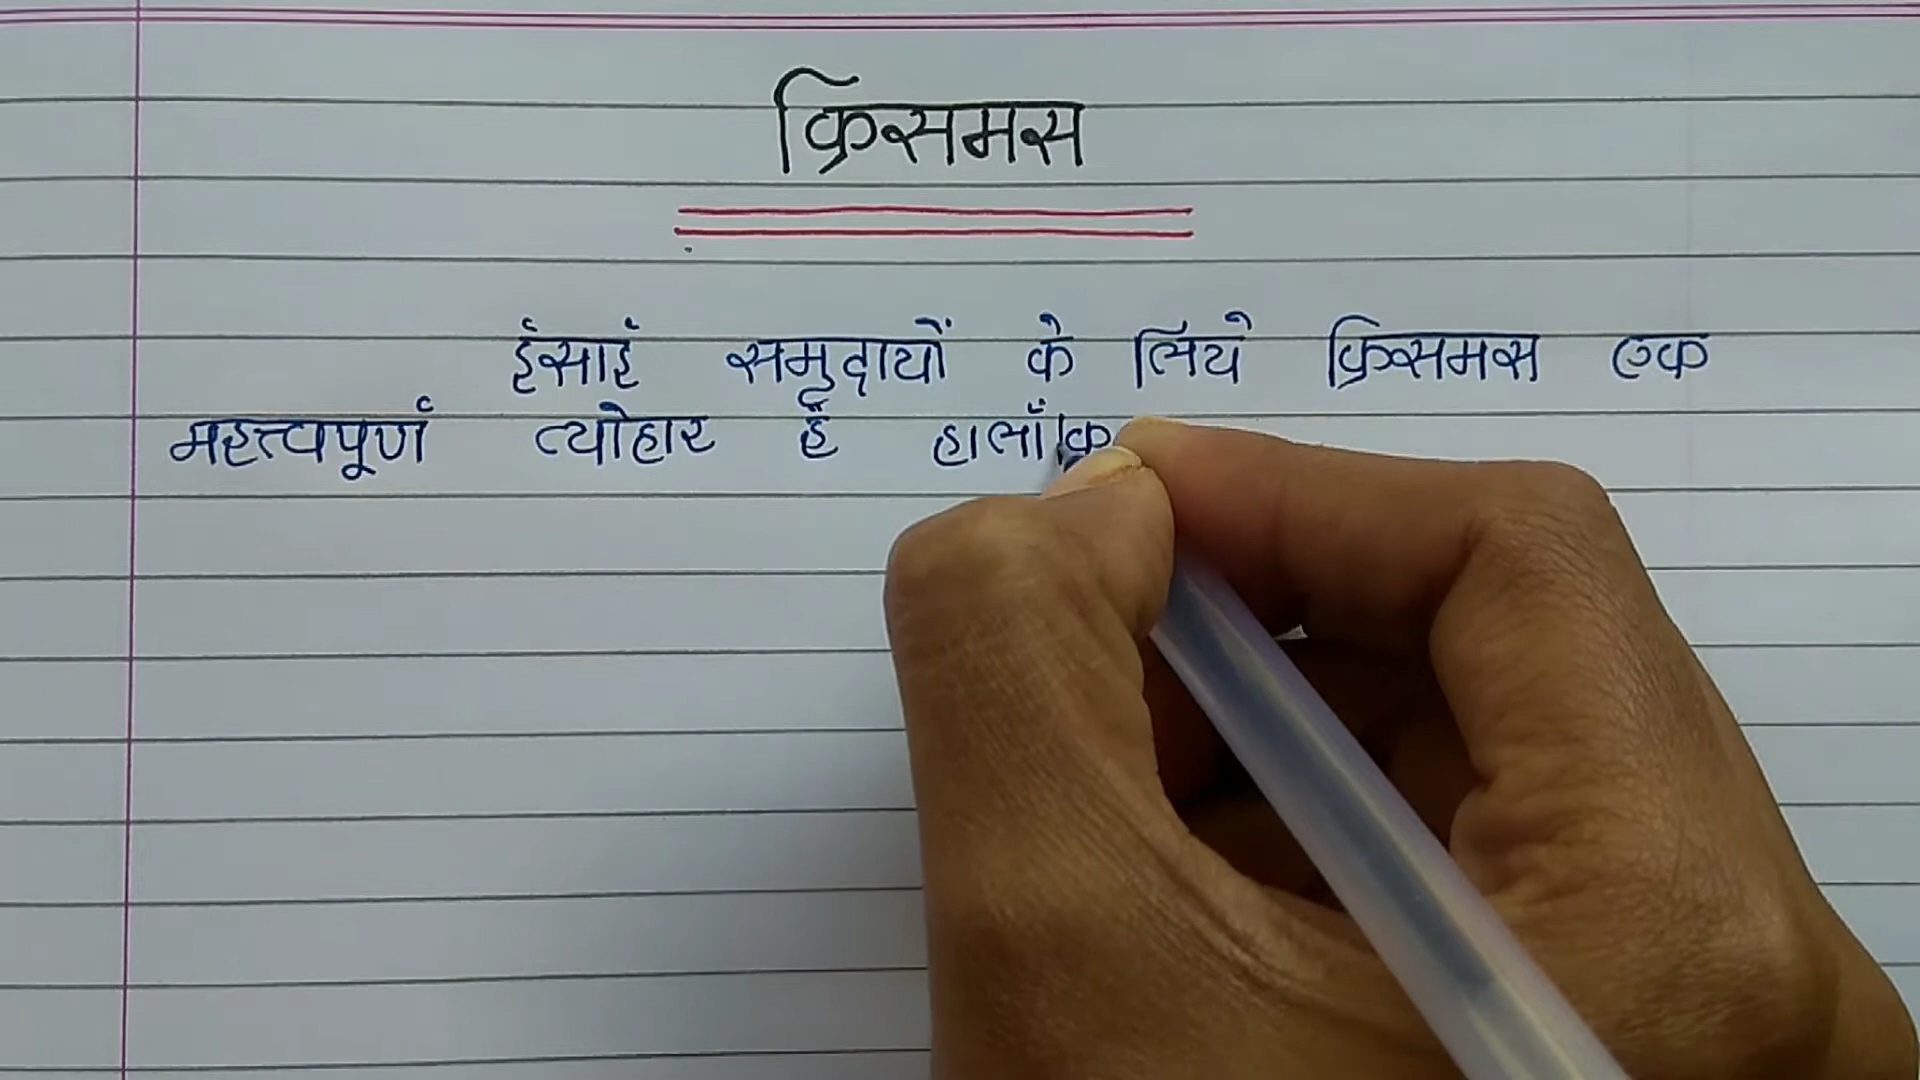 क्रिसमस
ईसाई समुदायों के लिये क्रिसमस एक
महत्त्वपूर्ण त्योहार है हालाँकि